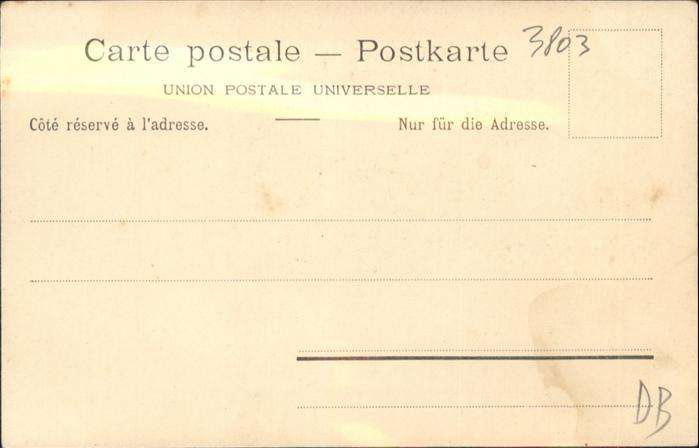 Carte postale — Postkarte 3803
UNION POSTALE UNIVERSELLE
Côté réservé à l'adresse. Nur für die Adresse.
DB